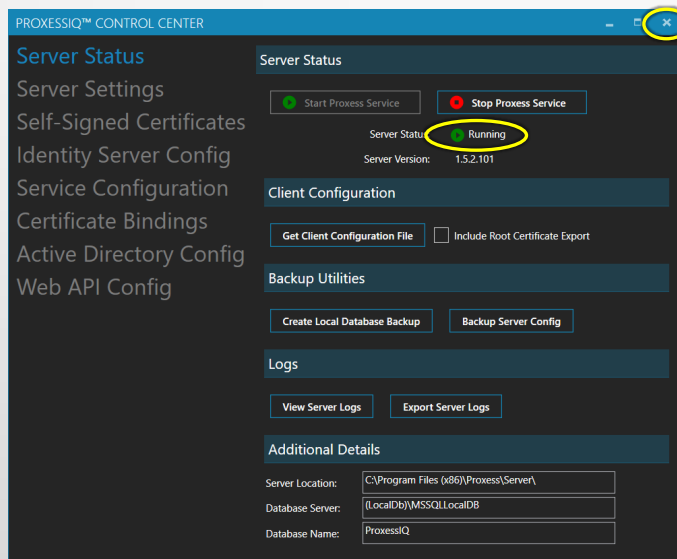 PROXESSIQ™ CONTROL CENTER
Server Status
Server Settings
Self-Signed Certificates
Identity Server Config
Service Configuration
Certificate Bindings
Active Directory Config
Web API Config
Server Status
Start Proxess Service Stop Proxess Service
Server Statu Running
Server Version: 1.5.2.101
Client Configuration
Get Client Configuration File Include Root Certificate Export
Backup Utilities
Create Local Database Backup Backup Server Config
Logs
View Server Logs Export Server Logs
Additional Details
Server Location: C:\Program Files (x86)\Proxess\Server\
Database Server: (LocalDb)\MSSQLLocalDB
Database Name: ProxessIQ